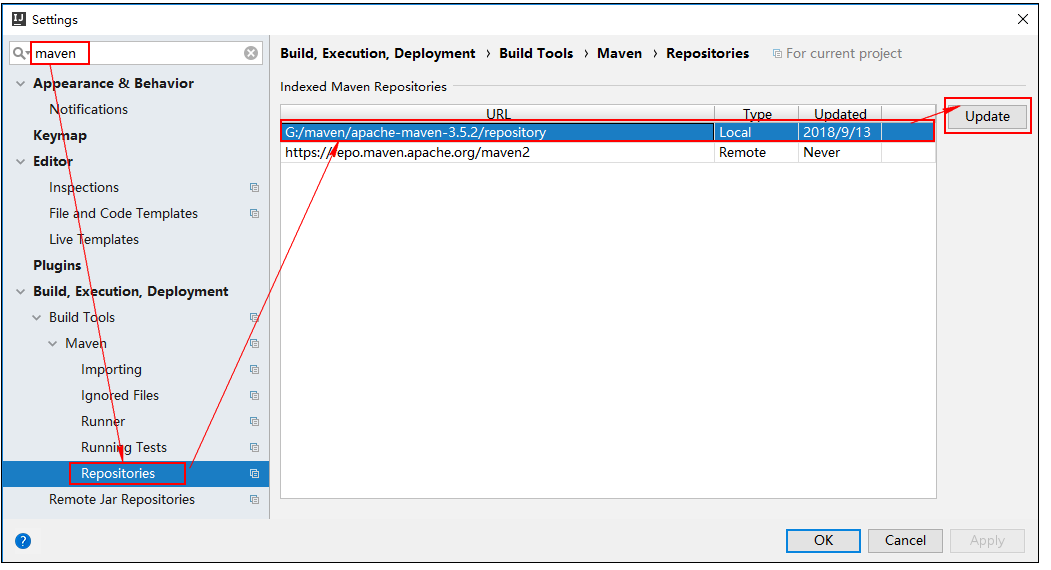 IJ Settings
maven
Appearance & Behavior
Notifications
Keymap
Editor
Inspections
File and Code Templates
Live Templates
Plugins
Build, Execution, Deployment
Build Tools
Maven
Importing
Ignored Files
Runner
Running Tests
Repositories
Remote Jar Repositories
Build, Execution, Deployment › Build Tools › Maven › Repositories For current project
Indexed Maven Repositories
URL Type Updated
G:/maven/apache-maven-3.5.2/repository Local 2018/9/13
https://repo.maven.apache.org/maven2 Remote Never
Update
? OK Cancel Apply